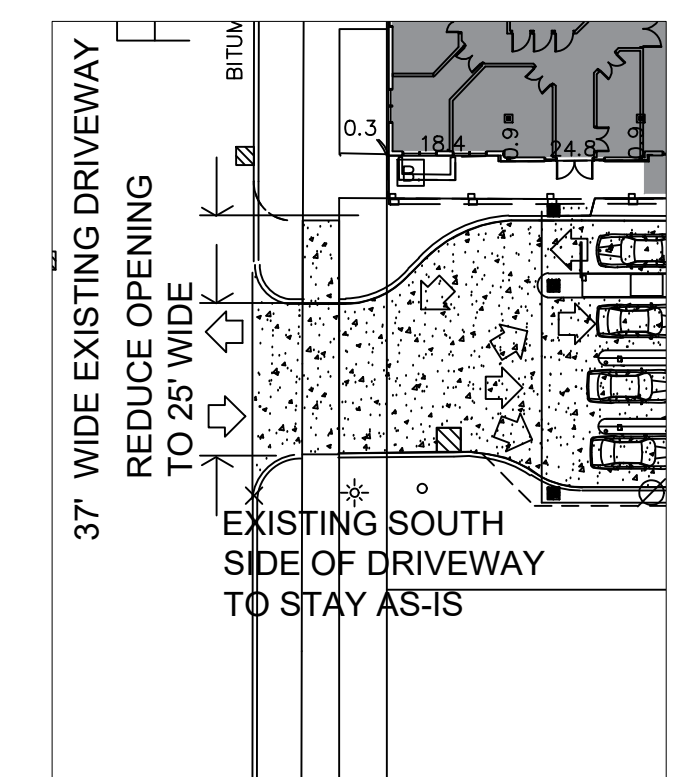 37' WIDE EXISTING DRIVEWAY
REDUCE OPENING
TO 25' WIDE
BITUM
0.3
18.4
0.9
24.8
0.9
B.
EXISTING SOUTH
SIDE OF DRIVEWAY
TO STAY AS-IS